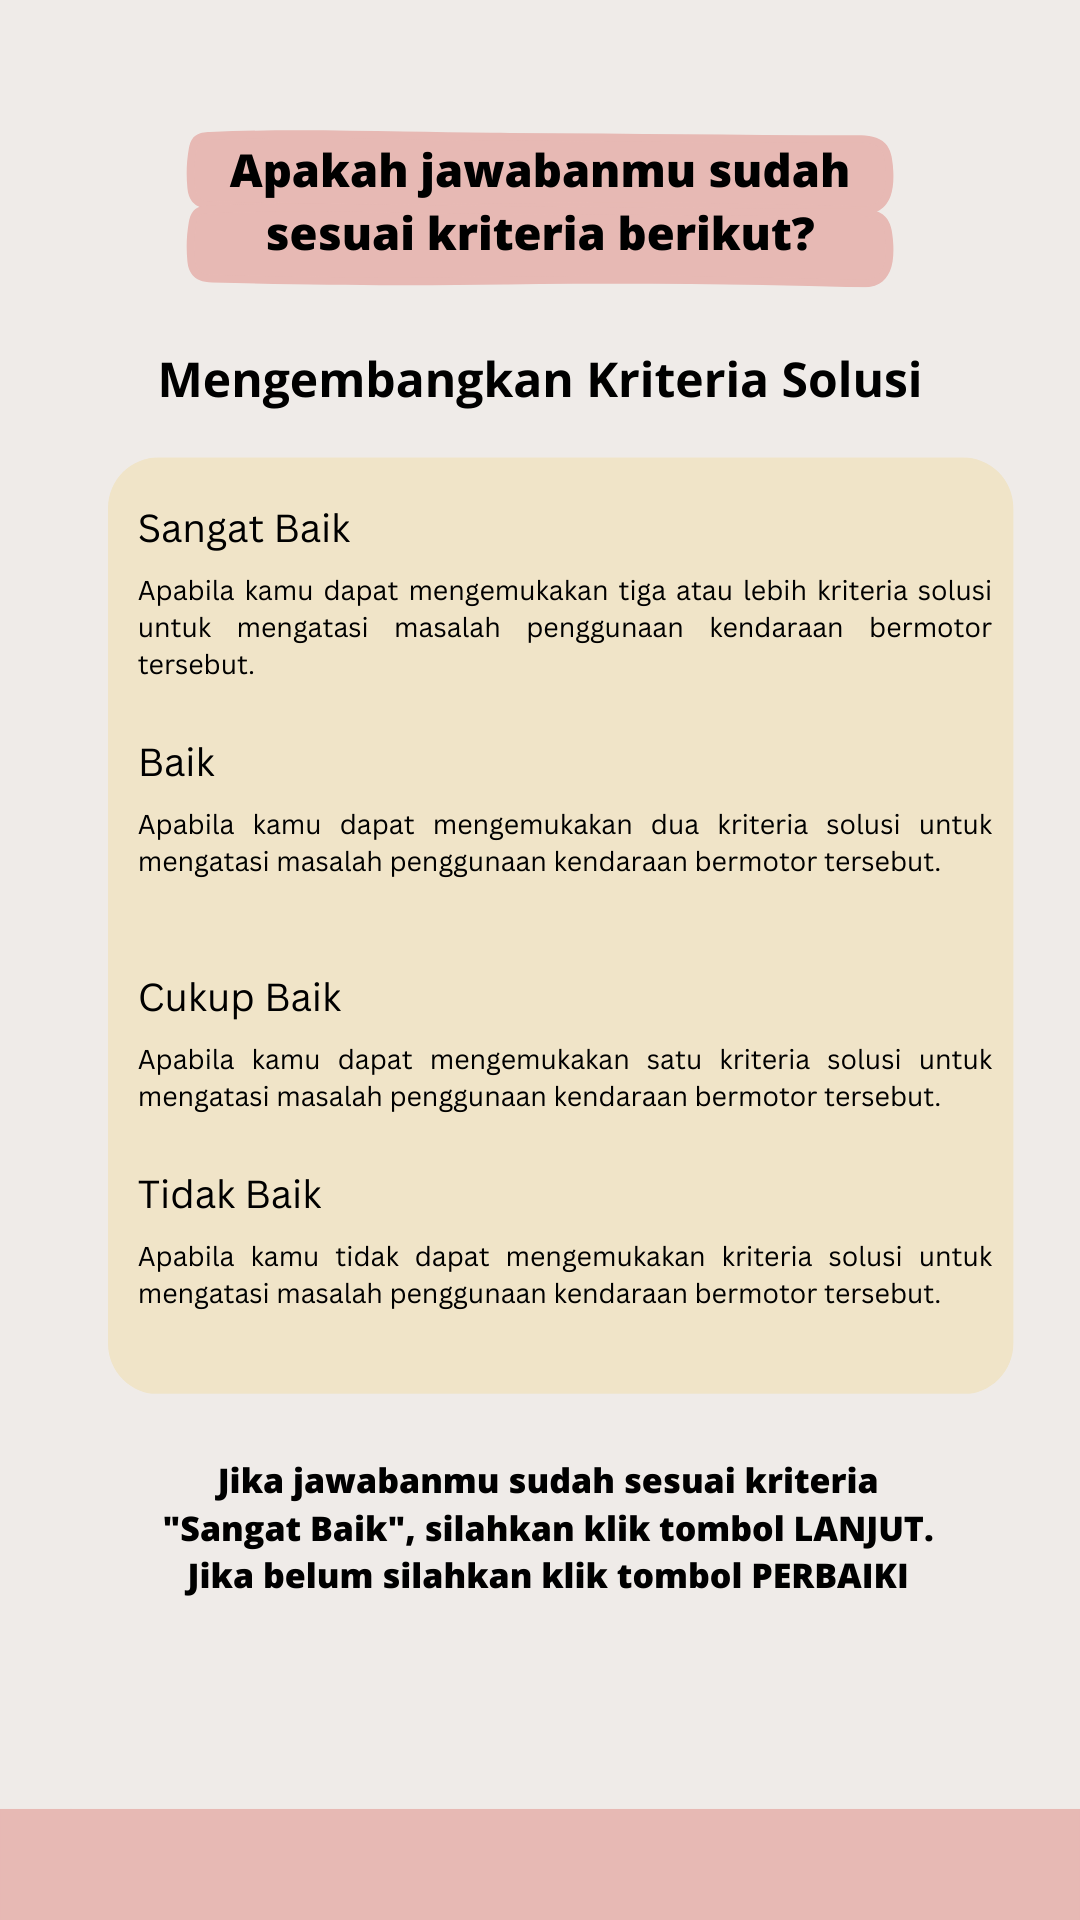 Apakah jawabanmu sudah
sesuai kriteria berikut?
Mengembangkan Kriteria Solusi
Sangat Baik
Apabila kamu dapat mengemukakan tiga atau lebih kriteria solusi
untuk mengatasi masalah penggunaan kendaraan bermotor
tersebut.
Baik
Apabila kamu dapat mengemukakan dua kriteria solusi untuk
mengatasi masalah penggunaan kendaraan bermotor tersebut.
Cukup Baik
Apabila kamu dapat mengemukakan satu kriteria solusi untuk
mengatasi masalah penggunaan kendaraan bermotor tersebut.
Tidak Baik
Apabila kamu tidak dapat mengemukakan kriteria solusi untuk
mengatasi masalah penggunaan kendaraan bermotor tersebut.
Jika jawabanmu sudah sesuai kriteria
"Sangat Baik", silahkan klik tombol LANJUT.
Jika belum silahkan klik tombol PERBAIKI